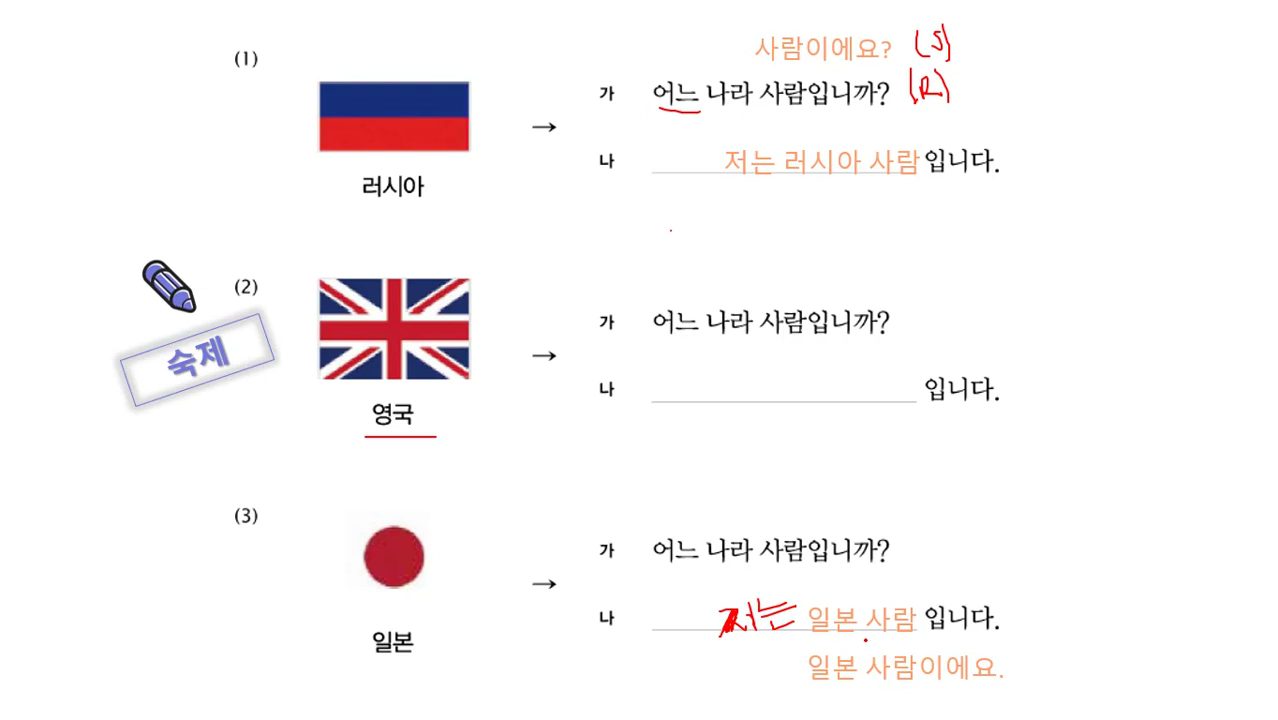 사람이에요? (S)
(1)
가 어느 나라 사람입니까? (R)
→
나 저는 러시아 사람 입니다.
러시아
(2)
가 어느 나라 사람입니까?
숙제
→
나 입니다.
영국
(3)
가 어느 나라 사람입니까?
→
나 저는 일본 사람 입니다.
일본
일본 사람이에요.